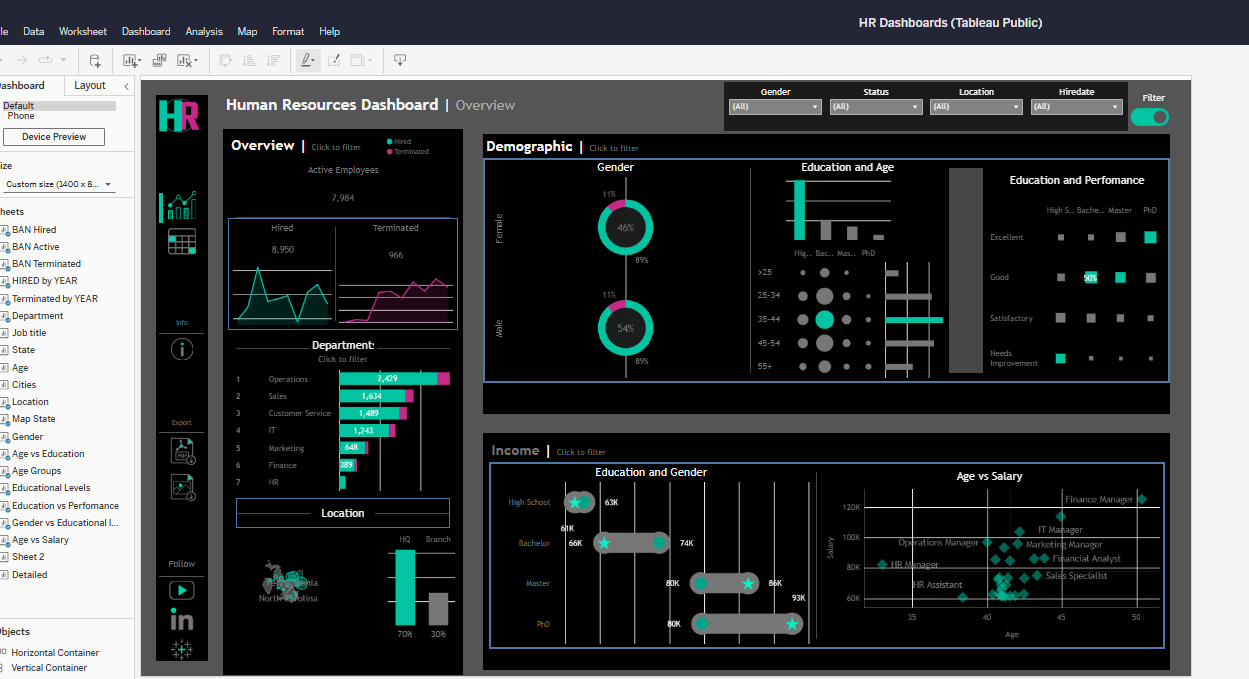 le Data Worksheet Dashboard Analysis Map Format Help
HR Dashboards (Tableau Public)
Dashboard Layout
Default
Phone
Device Preview
ize
Custom size (1400 x 8...
heets
BAN Hired
BAN Active
BAN Terminated
HIRED by YEAR
Terminated by YEAR
Department
Job title
State
Age
Cities
Location
Map State
Gender
Age vs Education
Age Groups
Educational Levels
Education vs Perfomance
Gender vs Educational l...
Age vs Salary
Sheet 2
Detailed
Objects
Horizontal Container
Vertical Container
HR
Info
Export
PDF
Follow
in
Human Resources Dashboard | Overview
Gender Status Location Hiredate
(All) (All) (All) (All)
Filter
Overview | Click to filter
Hired
Terminated
Active Employees
7,984
Hired Terminated
8,950 966
Department:
Click to filter
1 Operations 2,429
2 Sales 1,634
3 Customer Service 1,489
4 IT 1,243
5 Marketing 648
6 Finance 389
7 HR
Location
HQ Branch
North Carolina
70% 30%
Demographic | Click to filter
Gender
Female 11% 46% 89%
Male 11% 54% 89%
Education and Age
Hig.. Bac.. Mas.. PhD
>25
25-34
35-44
45-54
55+
Education and Perfomance
High S... Bache... Master PhD
Excellent
Good 50%
Satisfactory
Needs
Improvement
Income | Click to filter
Education and Gender
High School 61K 63K
Bachelor 66K 74K
Master 80K 86K
PhD 80K 93K
Age vs Salary
120K
100K
80K
60K
Salary
Finance Manager
IT Manager
Operations Manager
Marketing Manager
HR Manager
Financial Analyst
Sales Specialist
HR Assistant
35 40 45 50
Age